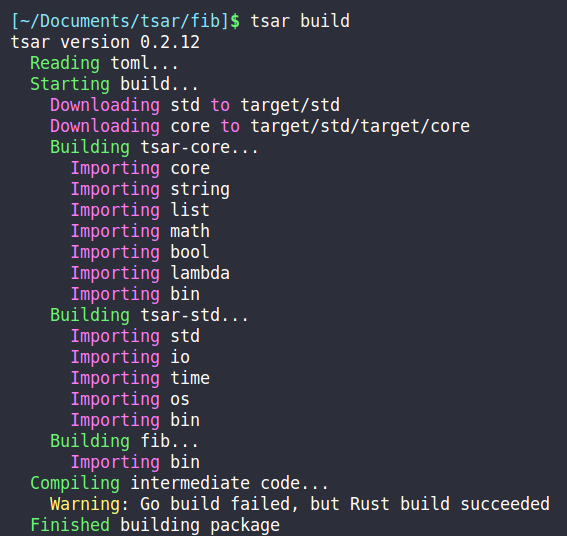 [~/Documents/tsar/fib]$ tsar build
tsar version 0.2.12
Reading toml...
Starting build...
Downloading std to target/std
Downloading core to target/std/target/core
Building tsar-core...
Importing core
Importing string
Importing list
Importing math
Importing bool
Importing lambda
Importing bin
Building tsar-std...
Importing std
Importing io
Importing time
Importing os
Importing bin
Building fib...
Importing bin
Compiling intermediate code...
Warning: Go build failed, but Rust build succeeded
Finished building package